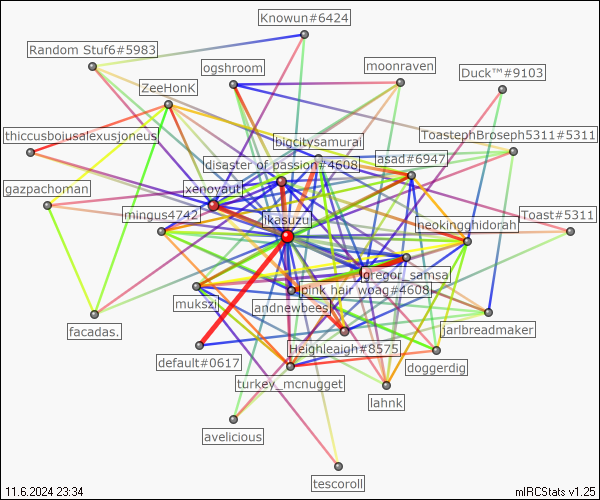 Knowun#6424
Random Stuf6#5983
ogshroom
moonraven
Duck™#9103
ZeeHonK
thiccusboiusalexusjoneus
bigcitysamurai
ToastephBroseph5311#5311
disaster of passion#4608
asad#6947
gazpachoman
xenoyaut
mingus4742
ikasuzu
neokingghidorah
Toast#5311
gregor_samsa
mukszi
pink hair woag#4608
andnewbees
facadas.
jarlbreadmaker
default#0617
Heighleaigh#8575
doggerdig
turkey_mcnugget
lahnk
avelicious
tescoroll
11.6.2024 23:34
mIRCStats v1.25